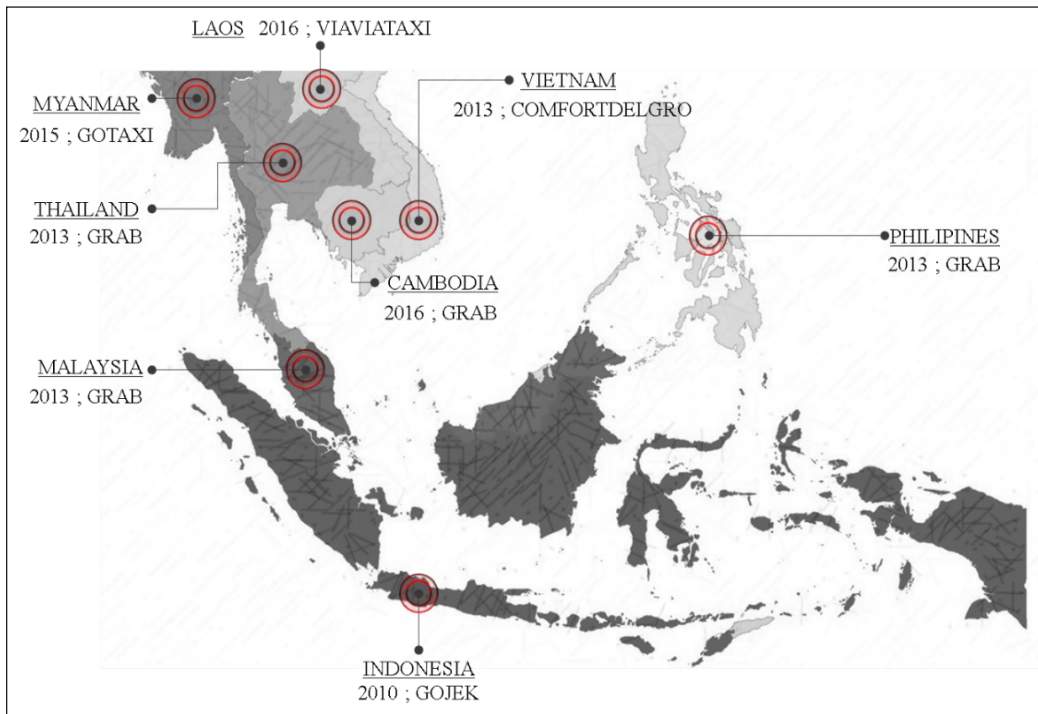 LAOS 2016 ; VIAVIATAXI
MYANMAR
2015 ; GOTAXI
VIETNAM
2013 ; COMFORTDELGRO
THAILAND
2013 ; GRAB
PHILIPINES
2013 ; GRAB
CAMBODIA
2016 ; GRAB
MALAYSIA
2013 ; GRAB
INDONESIA
2010 ; GOJEK